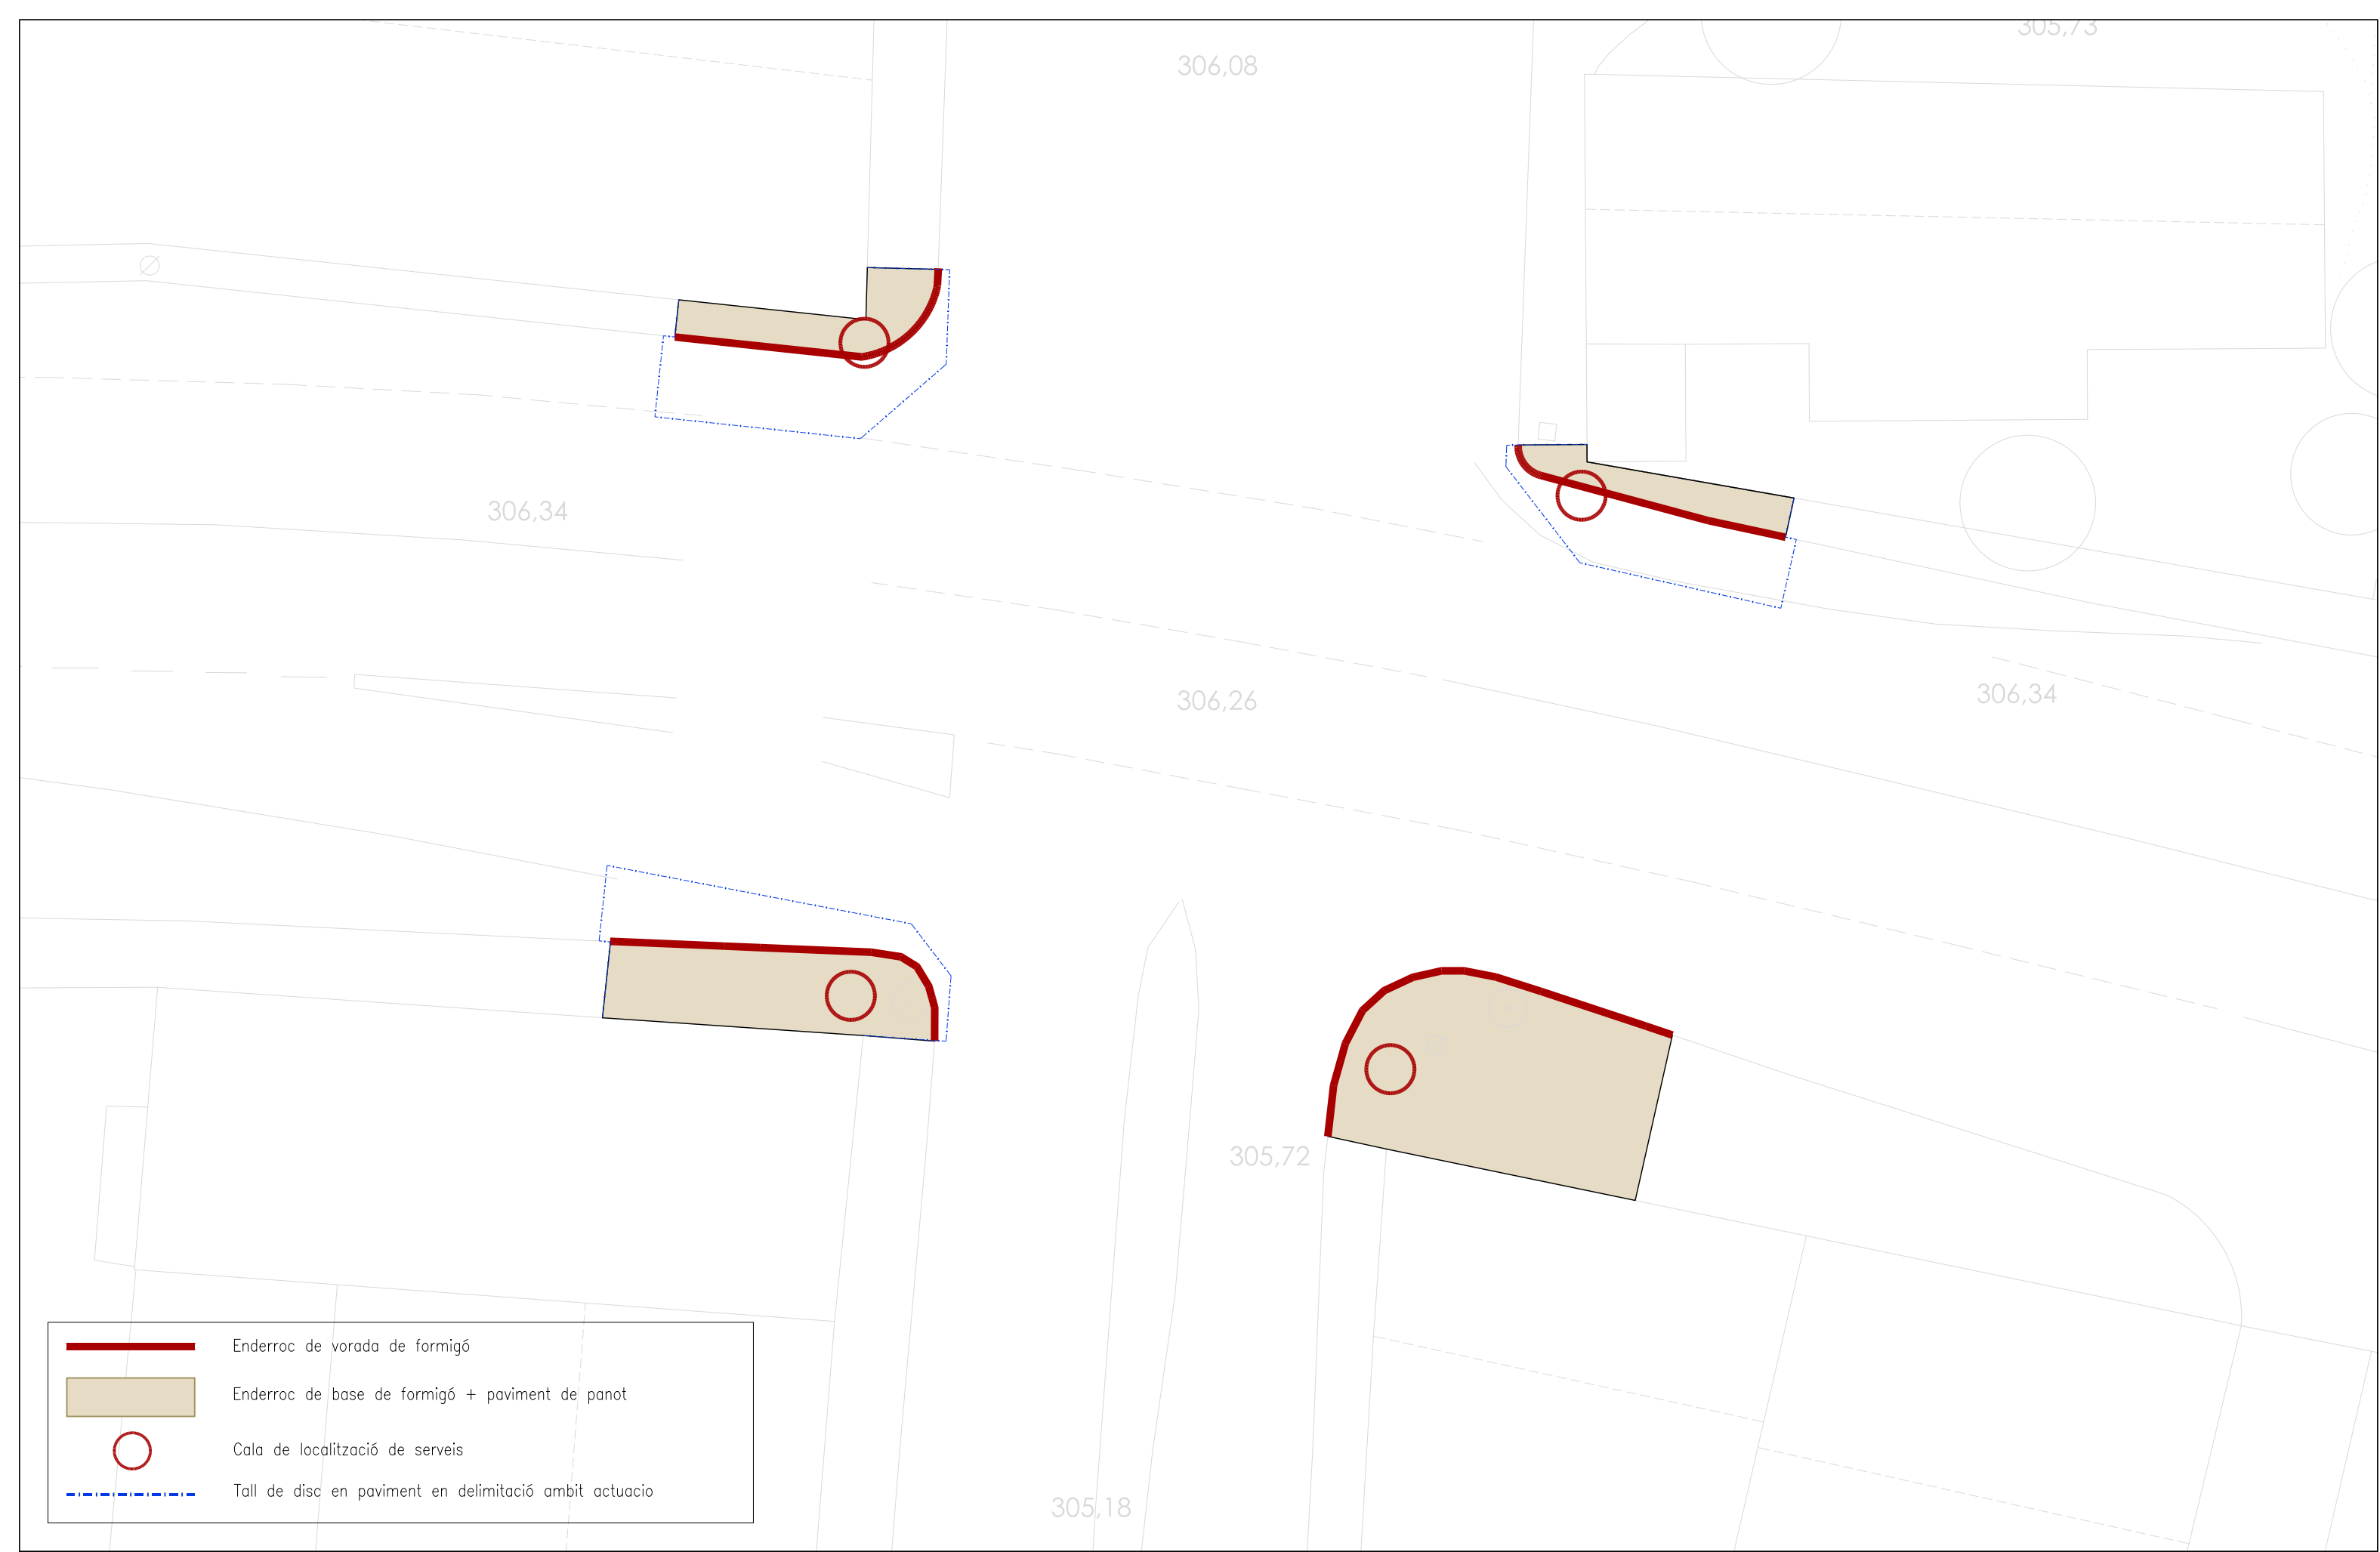 305,73
306,08
306,34
306,26
306,34
305,72
Enderroc de vorada de formigó
Enderroc de base de formigó + paviment de panot
Cala de localització de serveis
Tall de disc en paviment en delimitació ambit actuacio
305,18